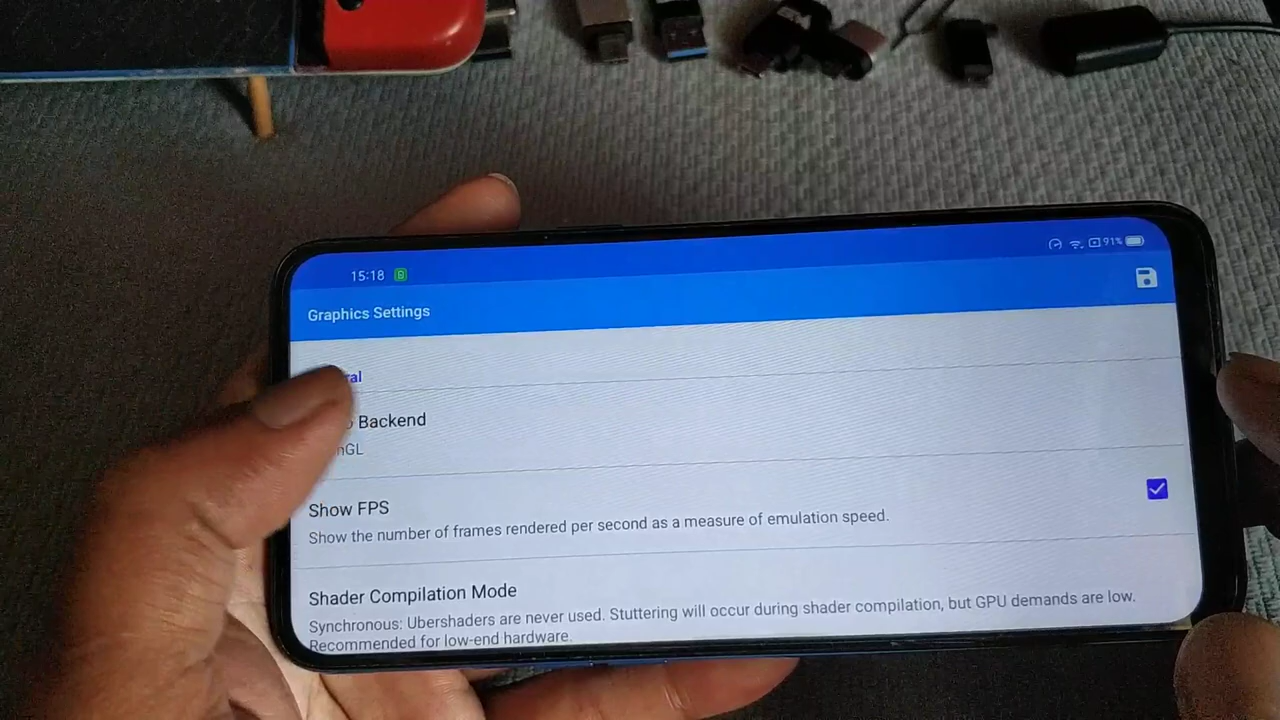 15:18
91%
Graphics Settings
ral
Backend
nGL
Show FPS
Show the number of frames rendered per second as a measure of emulation speed.
Shader Compilation Mode
Synchronous: Ubershaders are never used. Stuttering will occur during shader compilation, but GPU demands are low.
Recommended for low-end hardware.